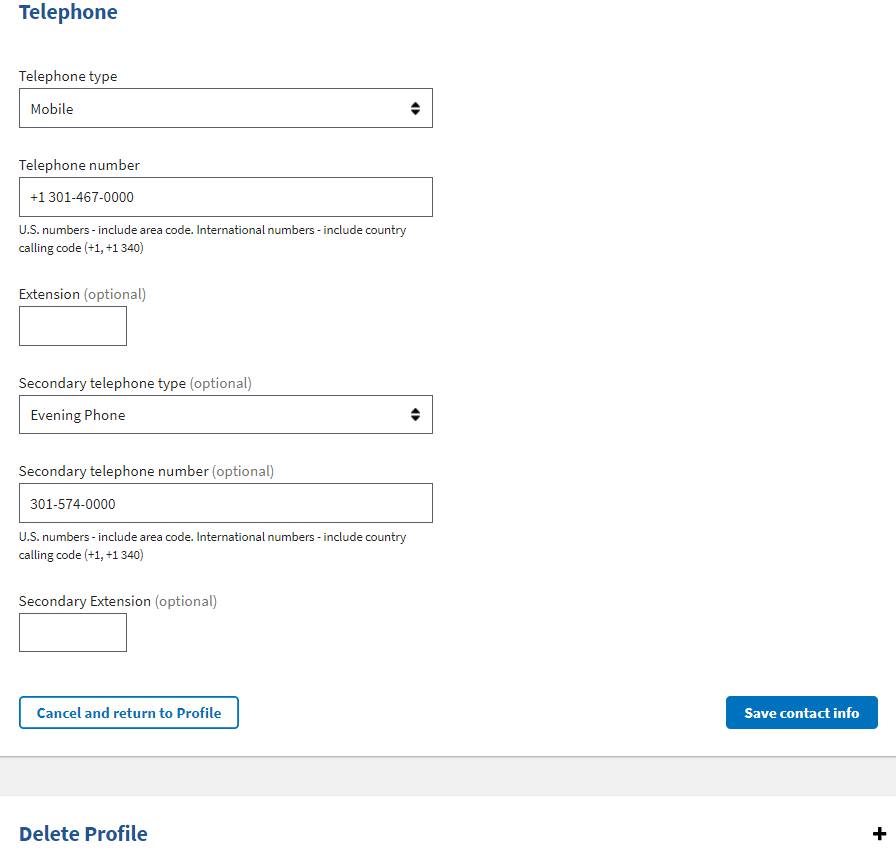 Telephone
Telephone type
Mobile
Telephone number
+1 301-467-0000
U.S. numbers - include area code. International numbers - include country
calling code (+1, +1 340)
Extension (optional)
Secondary telephone type (optional)
Evening Phone
Secondary telephone number (optional)
301-574-0000
U.S. numbers - include area code. International numbers - include country
calling code (+1, +1 340)
Secondary Extension (optional)
Cancel and return to Profile
Save contact info
Delete Profile